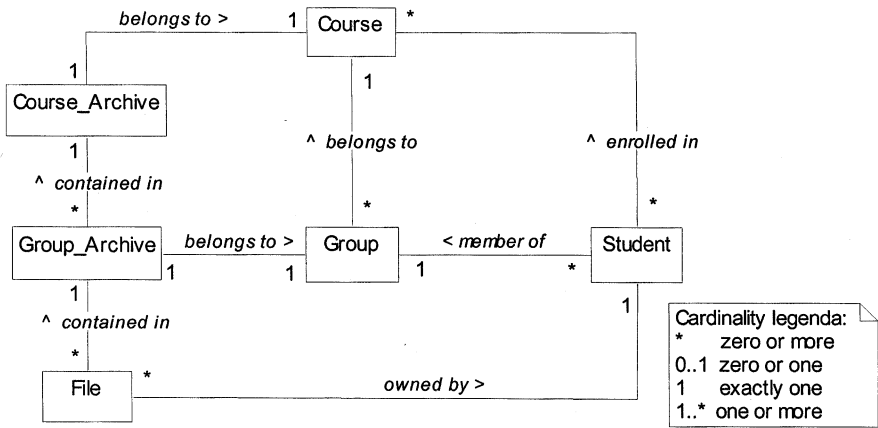 belongs to > 1 Course *
1
Course_Archive
1 1
^ belongs to ^ enrolled in
^ contained in
* * *
Group_Archive belongs to > Group < member of Student
1 1 1 *
1 1
^ contained in
Cardinality legenda:
* zero or more
0..1 zero or one
1 exactly one
1..* one or more
* *
File owned by >